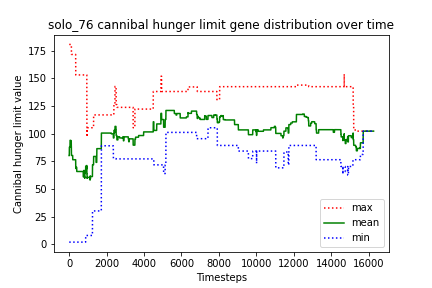 solo_76 cannibal hunger limit gene distribution over time
Cannibal hunger limit value
175
150
125
100
75
50
25
0
max
mean
min
0 2000 4000 6000 8000 10000 12000 14000 16000
Timesteps